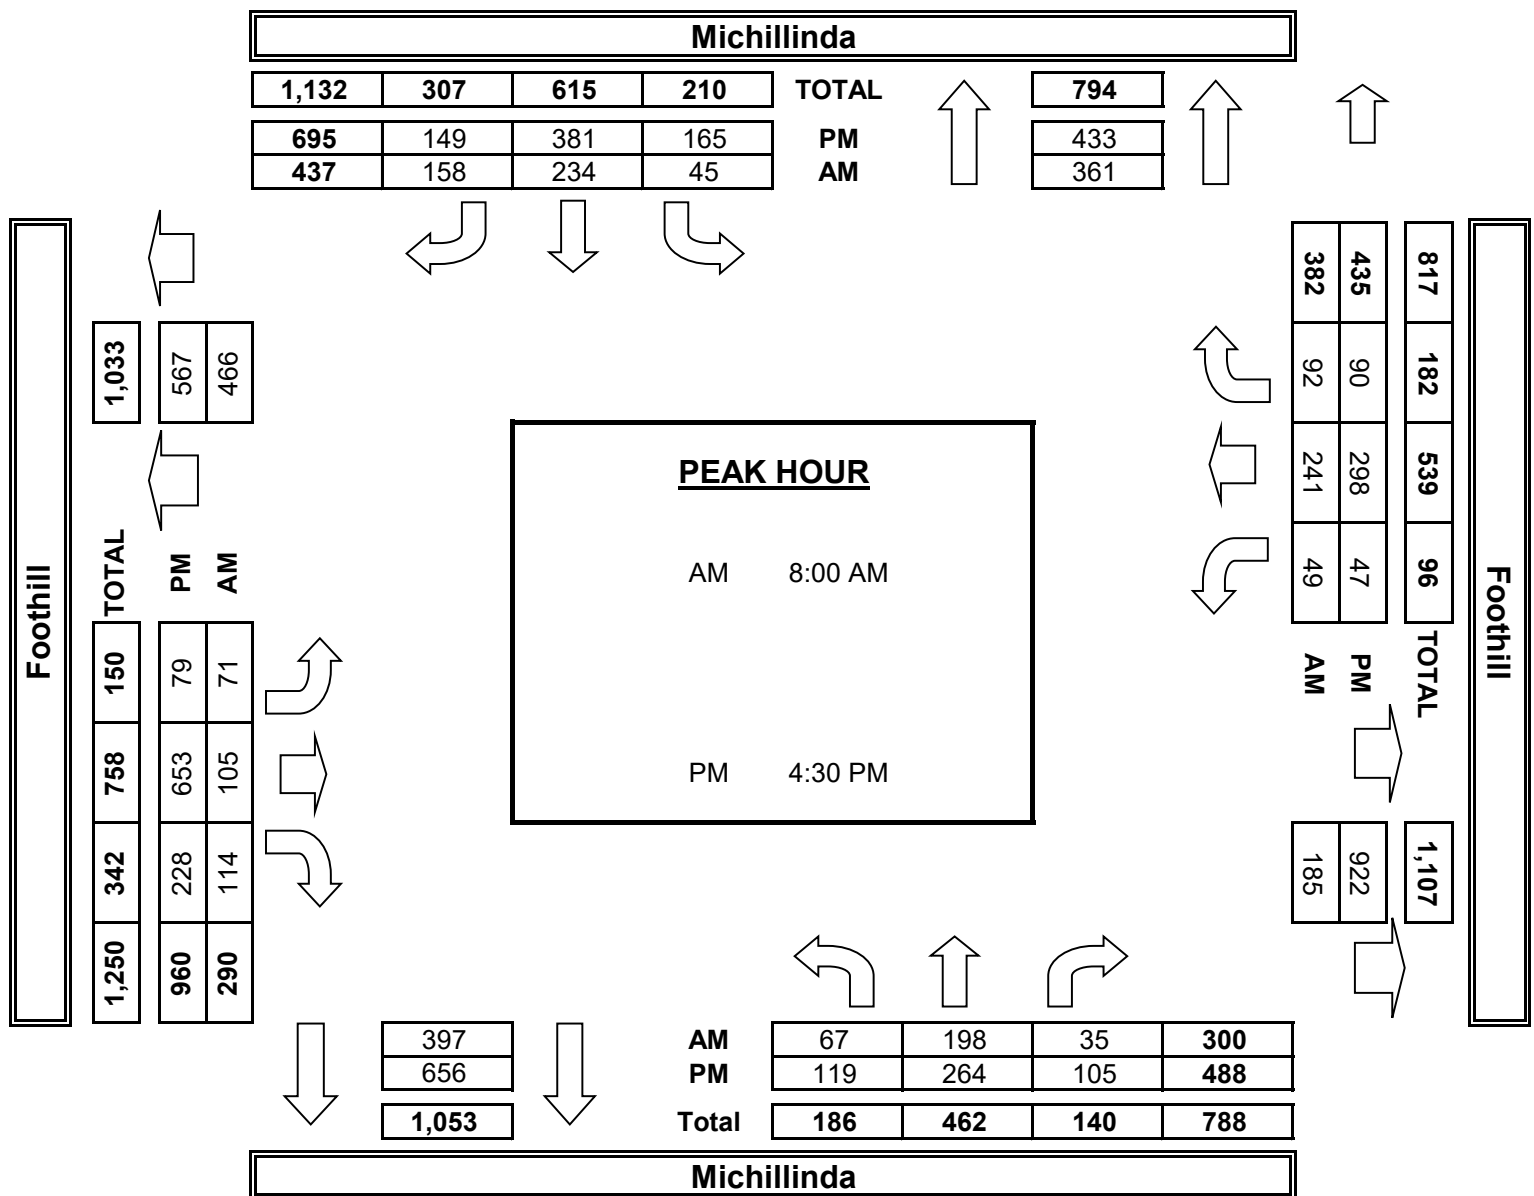 Michillinda
1,132 307 615 210 TOTAL 794
695 149 381 165 PM 433
437 158 234 45 AM 361
Foothill
1,033
567
466
TOTAL
PM
AM
150 758 342 1,250
79 653 228 960
71 105 114 290
PEAK HOUR
AM 8:00 AM
PM 4:30 PM
817 182 539 96 TOTAL
435 90 298 47 PM
382 92 241 49 AM
1,107
922
185
Foothill
397 AM 67 198 35 300
656 PM 119 264 105 488
1,053 Total 186 462 140 788
Michillinda